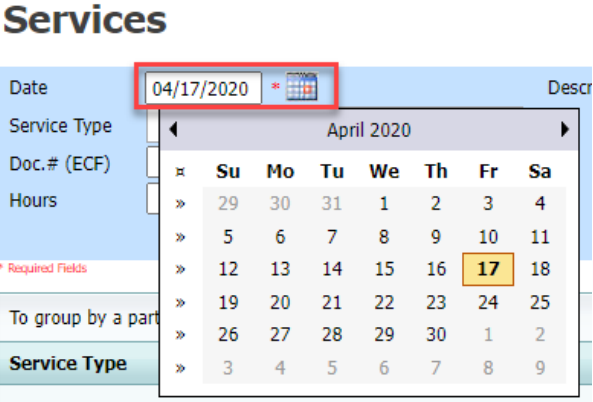 Services
Date 04/17/2020 * Descr
Service Type
Doc.# (ECF)
Hours
April 2020
¤ Su Mo Tu We Th Fr Sa
» 29 30 31 1 2 3 4
» 5 6 7 8 9 10 11
» 12 13 14 15 16 17 18
» 19 20 21 22 23 24 25
» 26 27 28 29 30 1 2
» 3 4 5 6 7 8 9
* Required Fields
To group by a part
Service Type